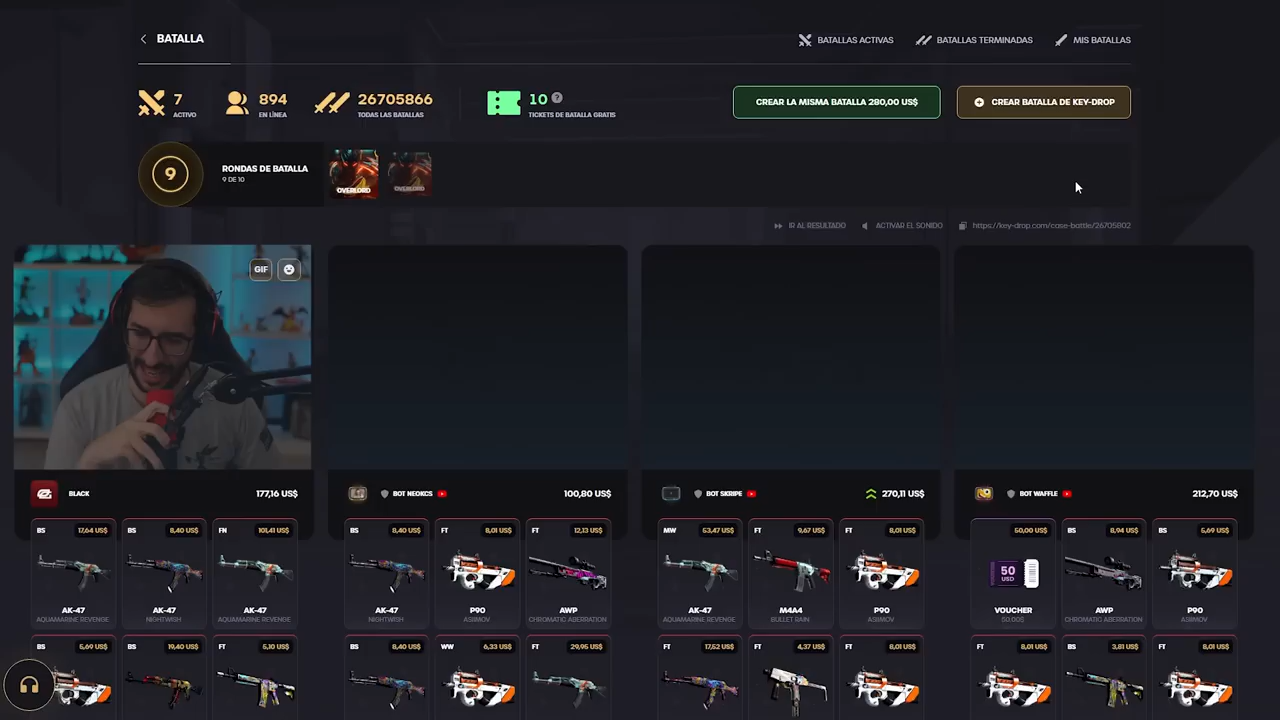 BATALLA
BATALLAS ACTIVAS
BATALLAS TERMINADAS
MIS BATALLAS
7
ACTIVO
894
EN LÍNEA
26705866
TODAS LAS BATALLAS
10 ?
TICKETS DE BATALLA GRATIS
CREAR LA MISMA BATALLA 280,00 US$
CREAR BATALLA DE KEY-DROP
9
RONDAS DE BATALLA
9 DE 10
OVERLORD
OVERLORD
IR AL RESULTADO
ACTIVAR EL SONIDO
https://key-drop.com/case-battle/26705802
GIF
BLACK
177,16 US$
BOT NEOKCS
100,80 US$
BOT SKRIPE
270,11 US$
BOT WAFFLE
212,70 US$
BS 17,64 US$
BS 8,40 US$
FN 101,41 US$
BS 8,40 US$
FT 8,01 US$
FT 12,13 US$
MW 53,47 US$
FT 9,67 US$
FT 8,01 US$
50,00 US$
BS 8,94 US$
BS 5,69 US$
50
USD
AK-47
AQUAMARINE REVENGE
AK-47
NIGHTWISH
AK-47
AQUAMARINE REVENGE
AK-47
NIGHTWISH
P90
ASIIMOV
AWP
CHROMATIC ABERRATION
AK-47
AQUAMARINE REVENGE
M4A4
BULLET RAIN
P90
ASIIMOV
VOUCHER
50.00$
AWP
CHROMATIC ABERRATION
P90
ASIIMOV
BS 5,69 US$
BS 19,40 US$
FT 5,10 US$
BS 8,40 US$
WW 6,33 US$
FT 29,95 US$
FT 17,52 US$
FT 4,37 US$
FT 8,01 US$
FT 8,01 US$
BS 3,81 US$
FT 8,01 US$